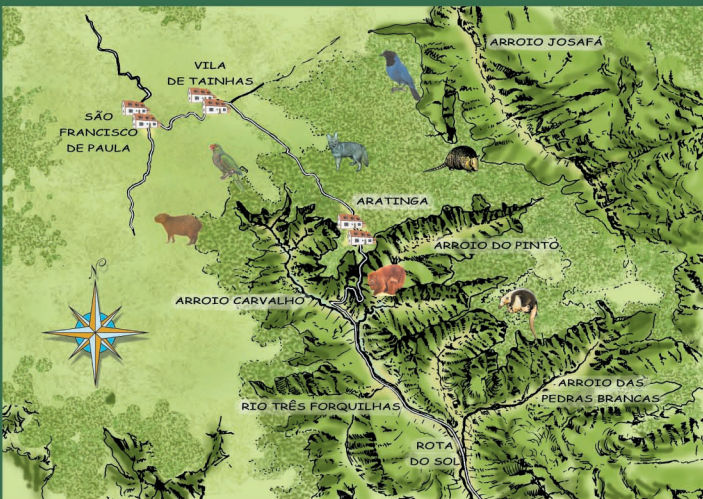 ARROIO JOSAFÁ
VILA
DE TAINHAS
SÃO
FRANCISCO
DE PAULA
ARATINGA
ARROIO DO PINTO
Nº
ARROIO CARVALHO
ARROIO DAS
PEDRAS BRANCAS
RIO TRÊS FORQUILHAS
ROTA
DO SOL